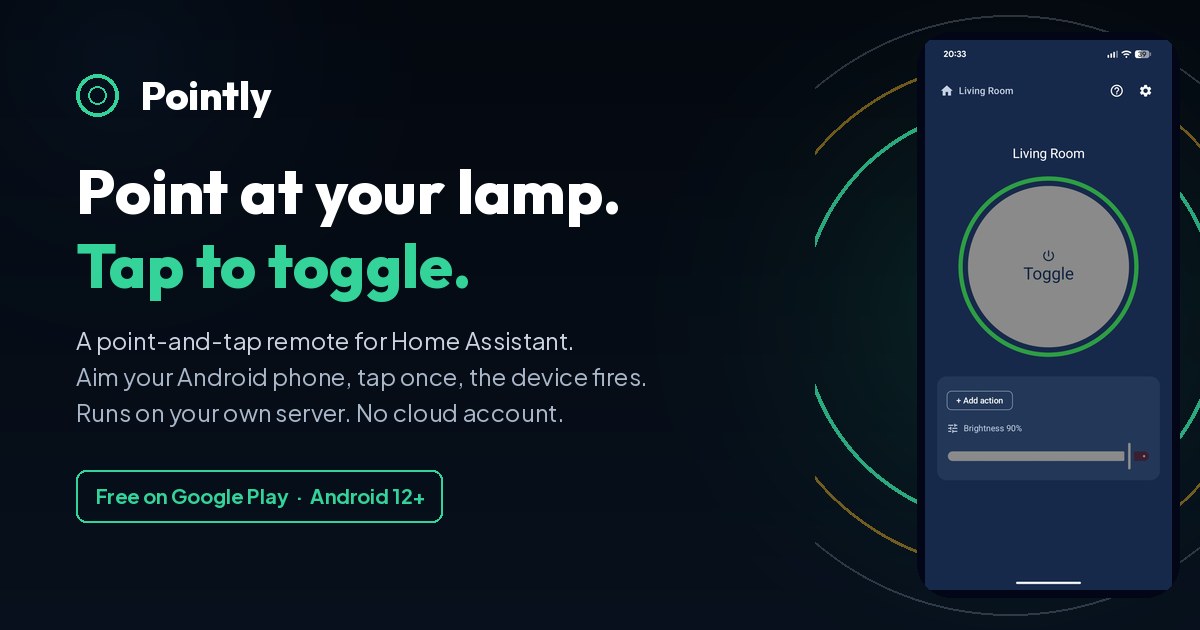 Pointly
Point at your lamp.
Tap to toggle.
A point-and-tap remote for Home Assistant.
Aim your Android phone, tap once, the device fires.
Runs on your own server. No cloud account.
Free on Google Play · Android 12+
20:33
Living Room
Living Room
Toggle
+ Add action
Brightness 90%